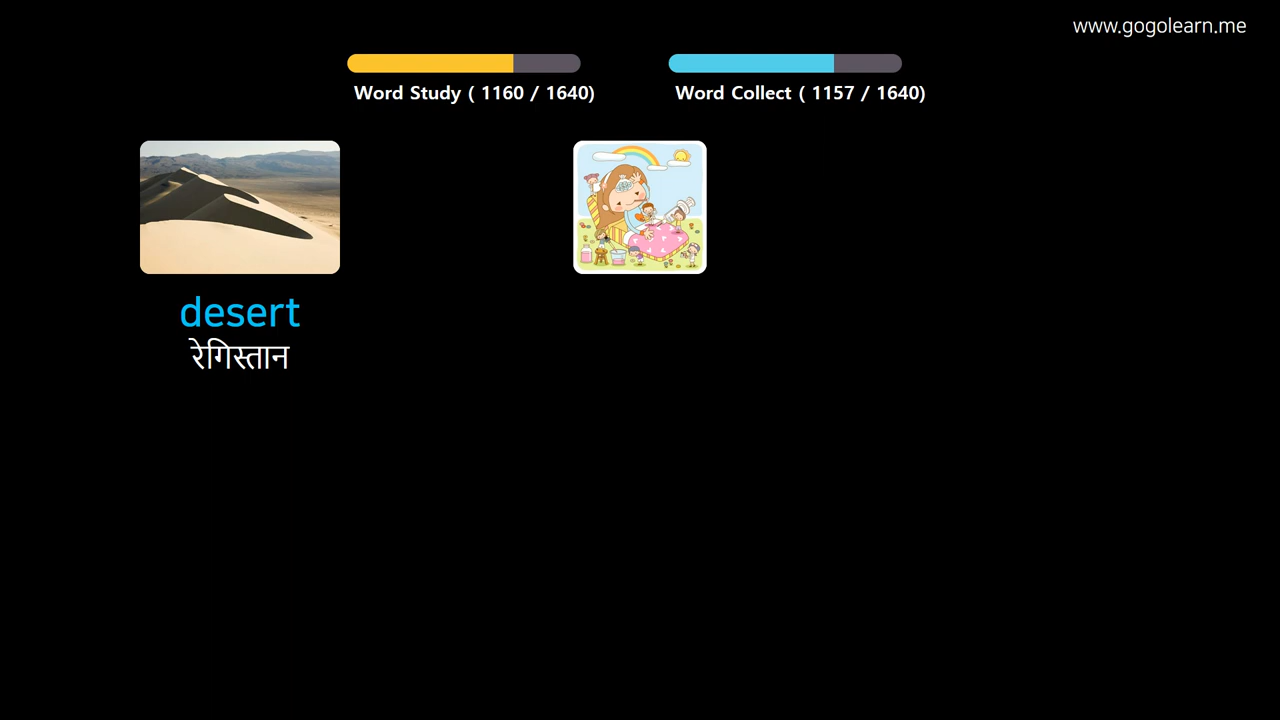 www.gogolearn.me
Word Study ( 1160 / 1640)
Word Collect ( 1157 / 1640)
desert
रेगिस्तान